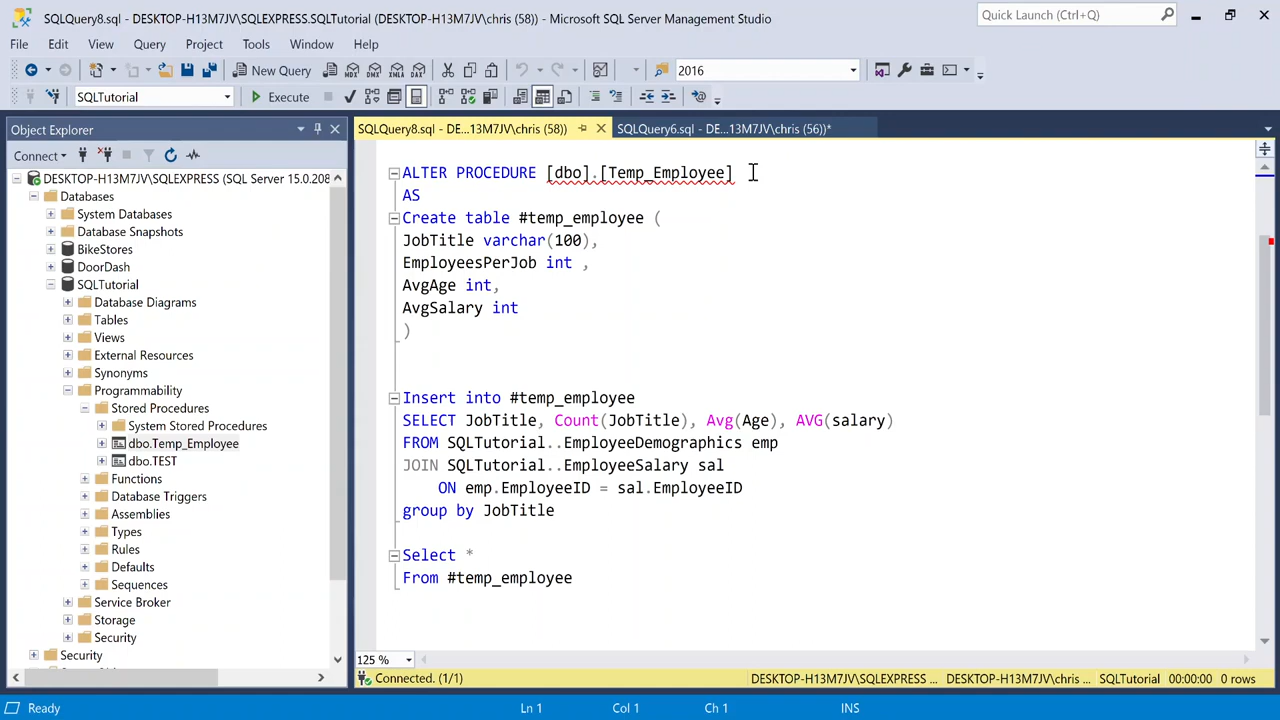 SQLQuery8.sql - DESKTOP-H13M7JV\SQLEXPRESS.SQLTutorial (DESKTOP-H13M7JV\chris (58)) - Microsoft SQL Server Management Studio
Quick Launch (Ctrl+Q)
File Edit View Query Project Tools Window Help
New Query
MDX DMX XMLA DAX
2016
SQLTutorial
Execute
Object Explorer
SQLQuery8.sql - DE...13M7JV\chris (58))
SQLQuery6.sql - DE...13M7JV\chris (56))*
Connect
DESKTOP-H13M7JV\SQLEXPRESS (SQL Server 15.0.208
Databases
System Databases
Database Snapshots
BikeStores
DoorDash
SQLTutorial
Database Diagrams
Tables
Views
External Resources
Synonyms
Programmability
Stored Procedures
System Stored Procedures
dbo.Temp_Employee
dbo.TEST
Functions
Database Triggers
Assemblies
Types
Rules
Defaults
Sequences
Service Broker
Storage
Security
Security
ALTER PROCEDURE [dbo].[Temp_Employee]
AS
Create table #temp_employee (
JobTitle varchar(100),
EmployeesPerJob int ,
AvgAge int,
AvgSalary int
)
Insert into #temp_employee
SELECT JobTitle, Count(JobTitle), Avg(Age), AVG(salary)
FROM SQLTutorial..EmployeeDemographics emp
JOIN SQLTutorial..EmployeeSalary sal
ON emp.EmployeeID = sal.EmployeeID
group by JobTitle
Select *
From #temp_employee
125 %
Connected. (1/1)
DESKTOP-H13M7JV\SQLEXPRESS ... DESKTOP-H13M7JV\chris ... SQLTutorial 00:00:00 0 rows
Ready
Ln 1 Col 1 Ch 1 INS